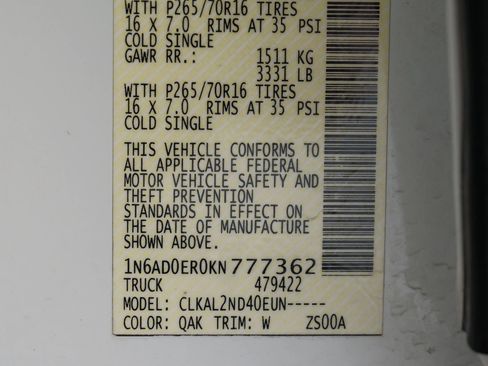 WITH P265/70R16 TIRES
16 X 7.0 RIMS AT 35 PSI
COLD SINGLE
GAWR RR.: 1511 KG
3331 LB
WITH P265/70R16 TIRES
16 X 7.0 RIMS AT 35 PSI
COLD SINGLE
THIS VEHICLE CONFORMS TO
ALL APPLICABLE FEDERAL
MOTOR VEHICLE SAFETY AND
THEFT PREVENTION
STANDARDS IN EFFECT ON
THE DATE OF MANUFACTURE
SHOWN ABOVE.
1N6AD0ER0KN777362
TRUCK 479422
MODEL: CLKAL2ND40EUN-----
COLOR: QAK TRIM: W ZS00A